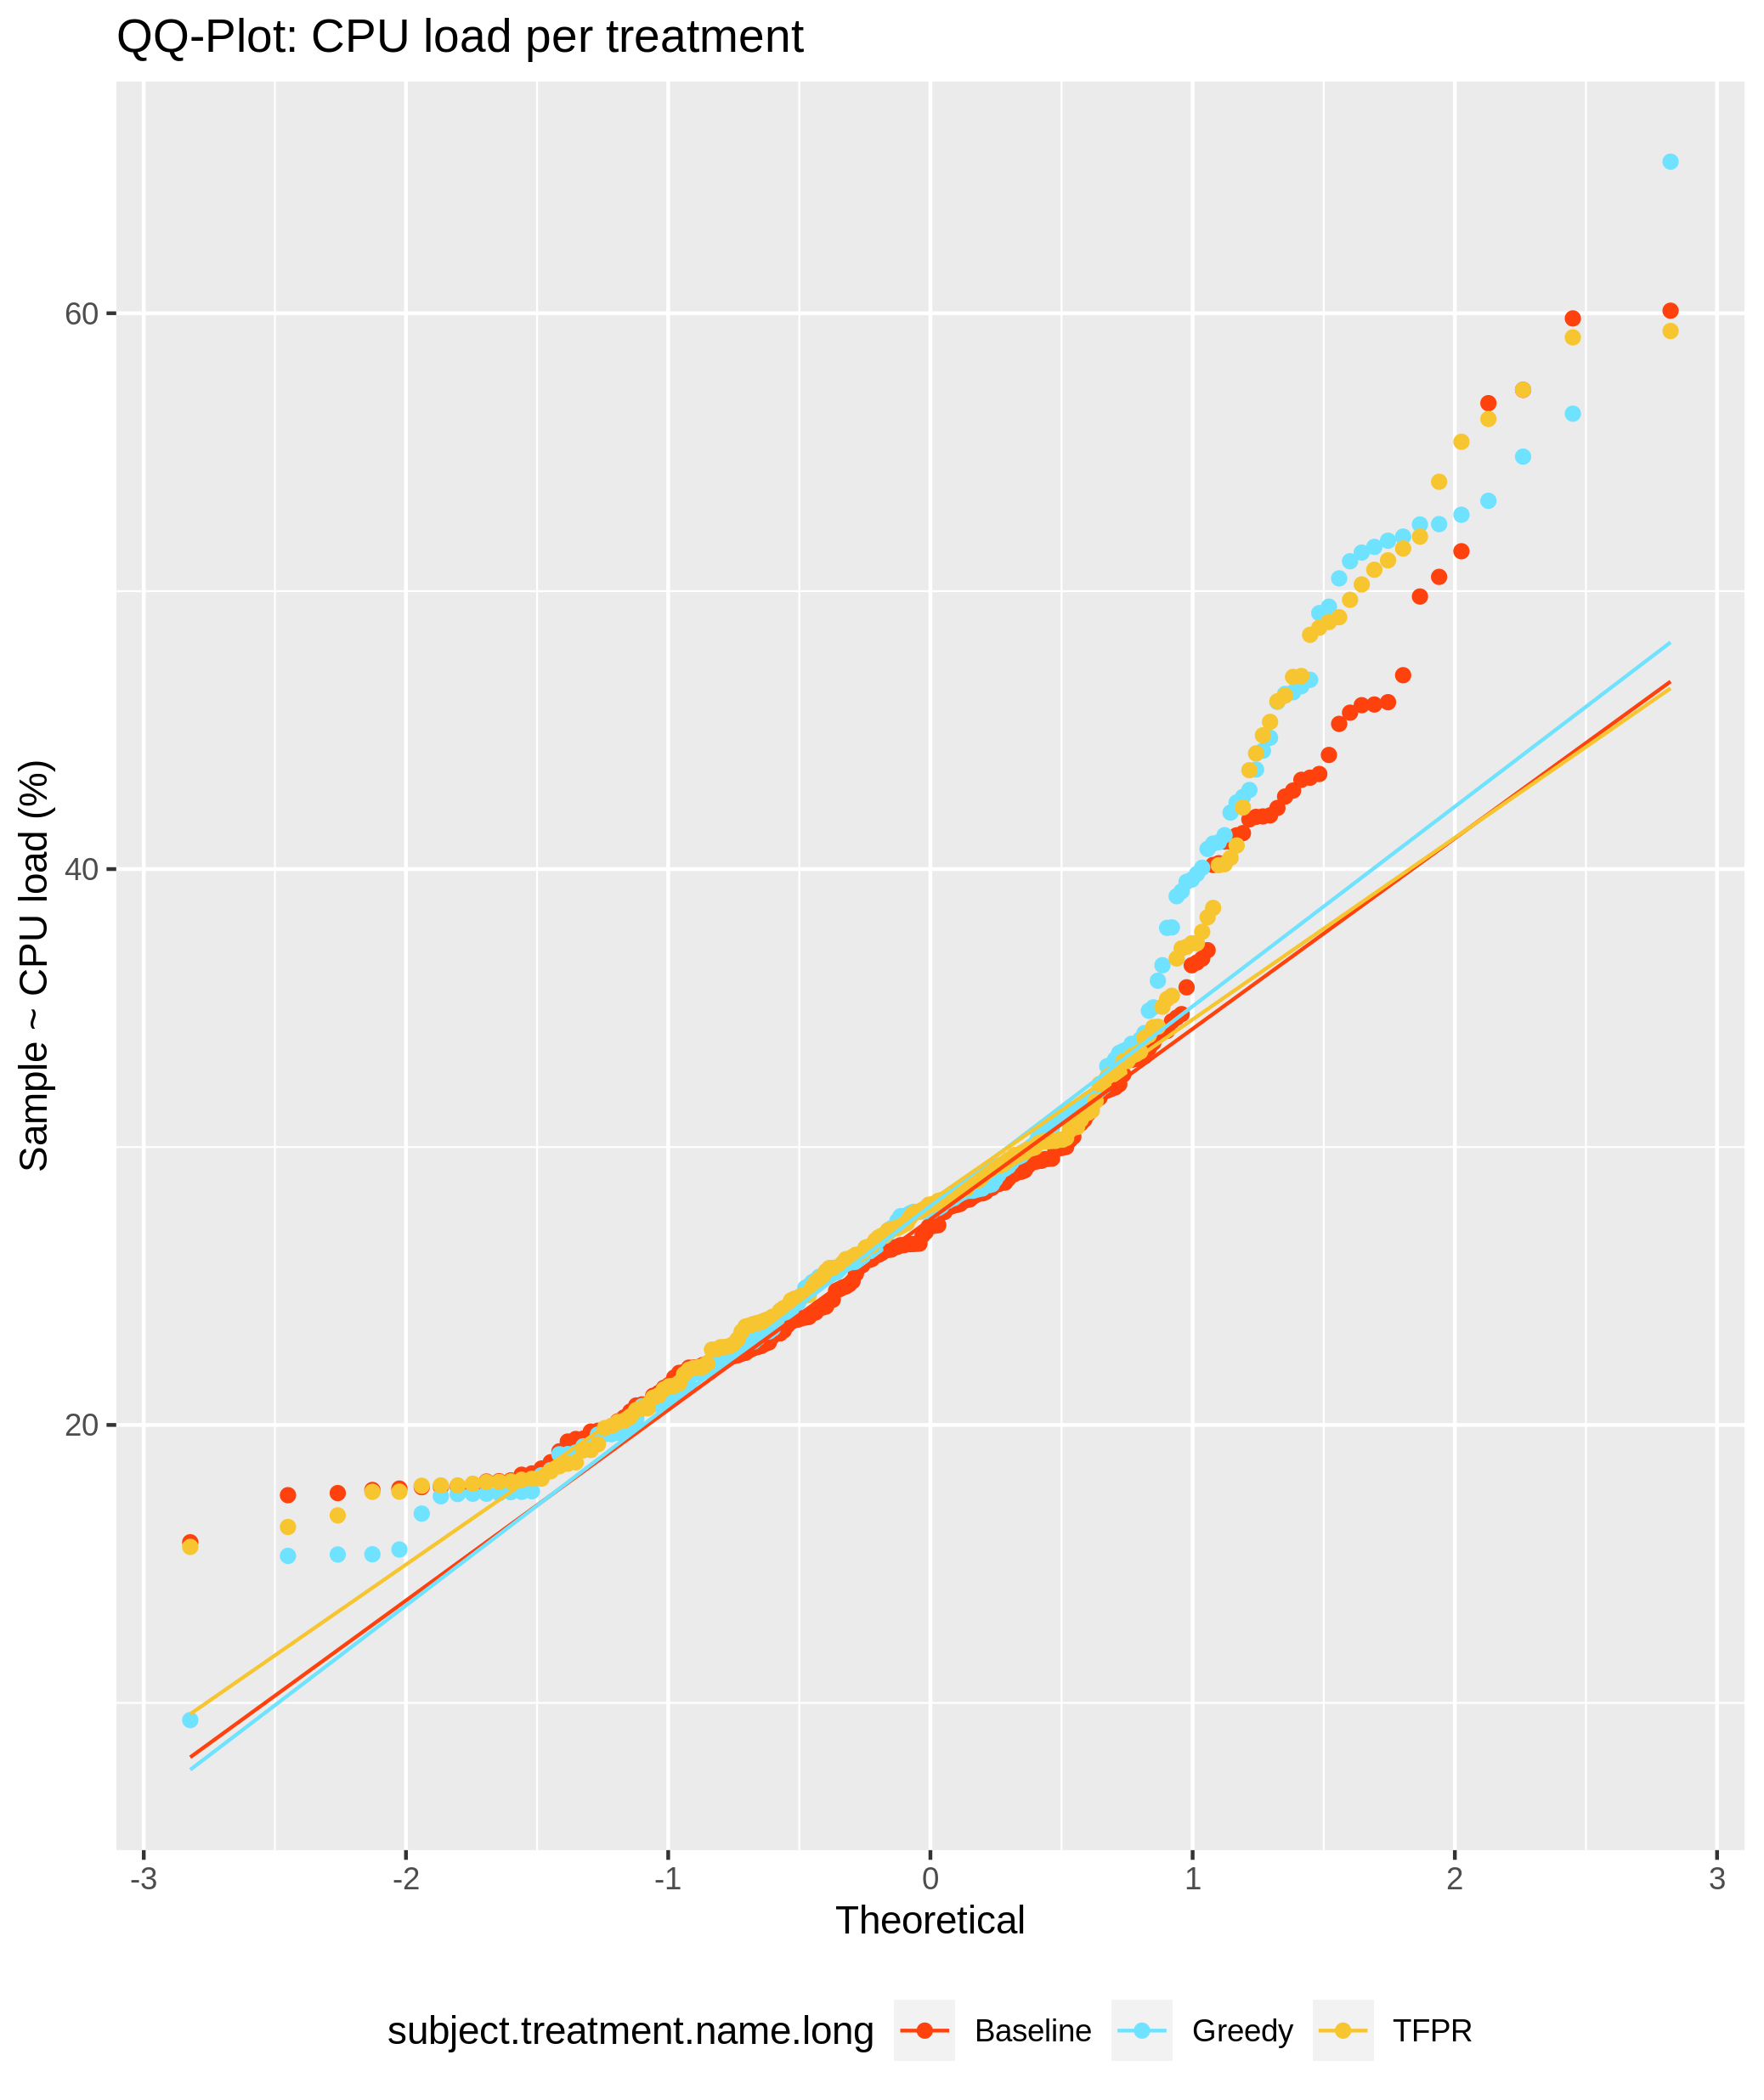 QQ-Plot: CPU load per treatment
Sample ~ CPU load (%)
60
40
20
-3 -2 -1 0 1 2 3
Theoretical
subject.treatment.name.long Baseline Greedy TFPR